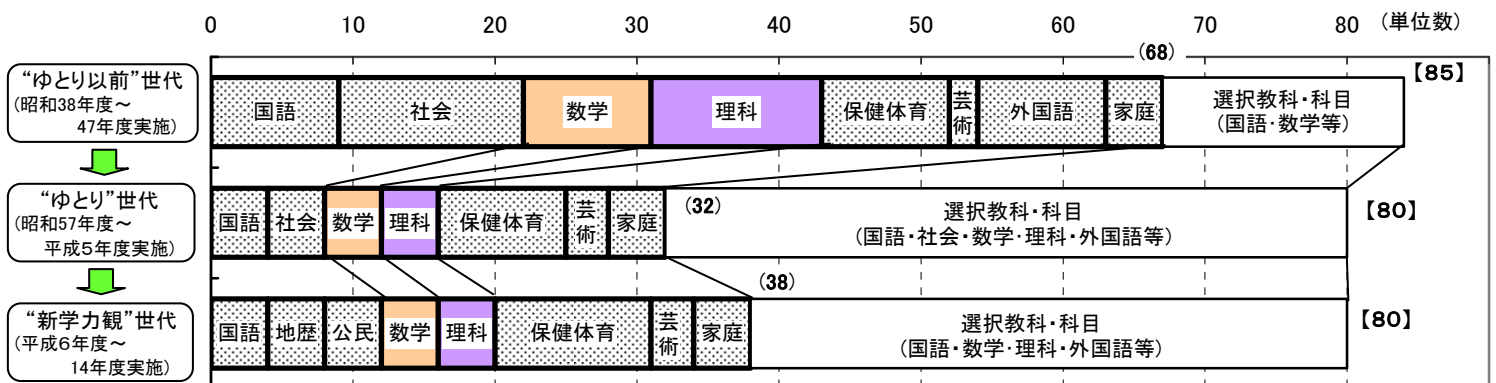 0 10 20 30 40 50 60 70 80 (単位数)
“ゆとり以前”世代
(昭和38年度～
47年度実施)
国語 社会 数学 理科 保健体育 芸術 外国語 家庭
選択教科・科目
(国語・数学等)
(68)
【85】
“ゆとり”世代
(昭和57年度～
平成5年度実施)
国語 社会 数学 理科 保健体育 芸術 家庭
(32)
選択教科・科目
(国語・社会・数学・理科・外国語等)
【80】
“新学力観”世代
(平成6年度～
14年度実施)
国語 地歴 公民 数学 理科 保健体育 芸術 家庭
(38)
選択教科・科目
(国語・数学・理科・外国語等)
【80】